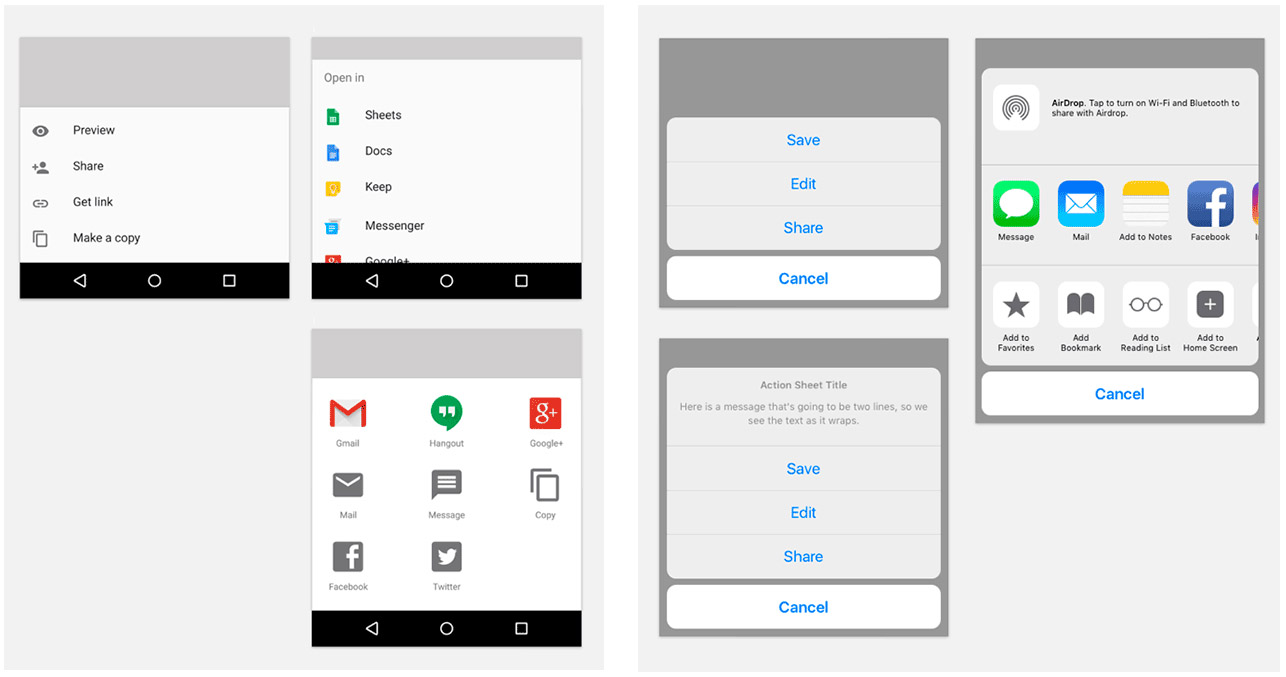 Preview
Share
Get link
Make a copy
Open in
Sheets
Docs
Keep
Messenger
Google+
Gmail
Hangout
Google+
Mail
Message
Copy
Facebook
Twitter
Save
Edit
Share
Cancel
Action Sheet Title
Here is a message that's going to be two lines, so we
see the text as it wraps.
Save
Edit
Share
Cancel
AirDrop. Tap to turn on Wi-Fi and Bluetooth to
share with Airdrop.
Message
Mail
Add to Notes
Facebook
Add to
Favorites
Add
Bookmark
Add to
Reading List
Add to
Home Screen
Cancel